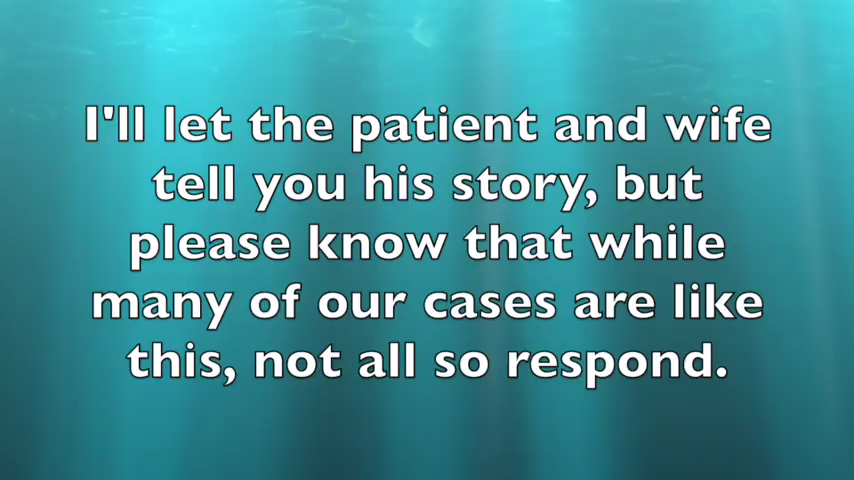 I'll let the patient and wife
tell you his story, but
please know that while
many of our cases are like
this, not all so respond.